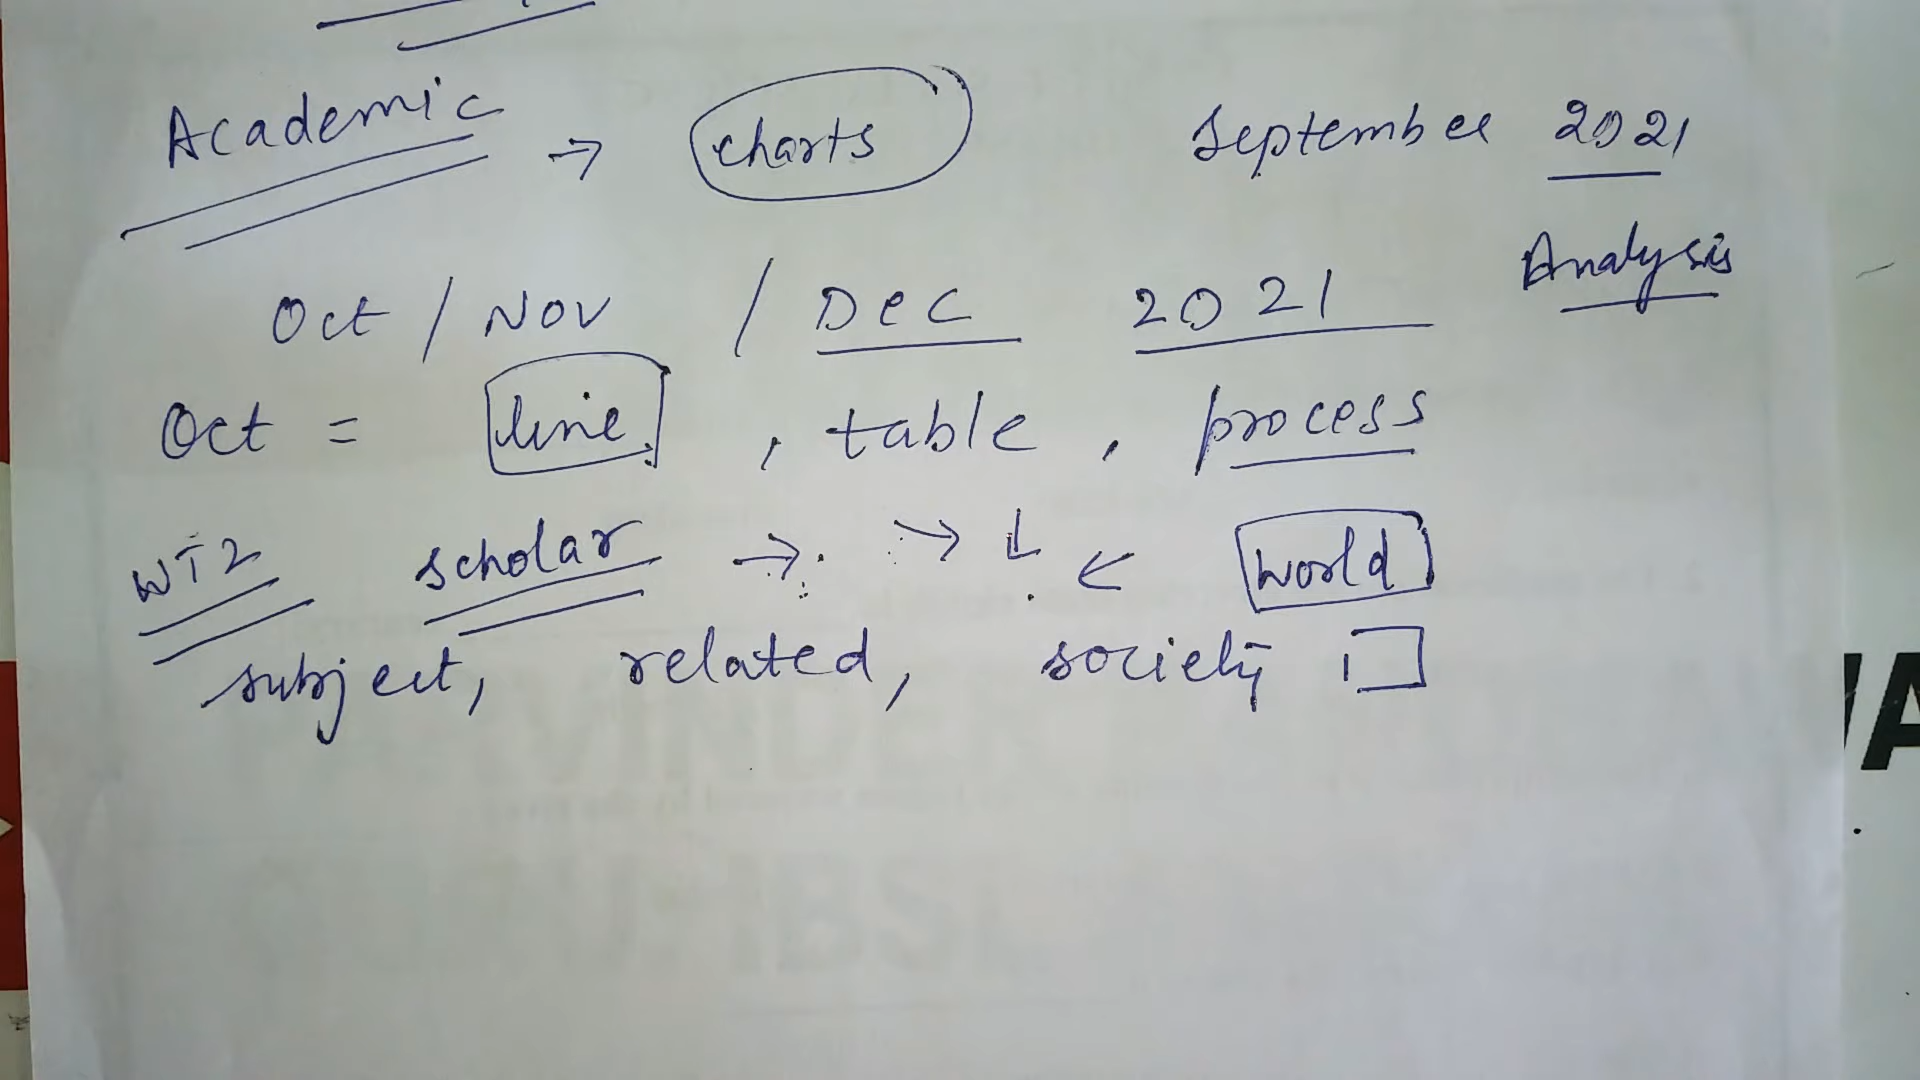 Academic → charts September 2021
Analysis
Oct / Nov / Dec 2021
Oct = line, table, process
WT2 scholar → → ↓ ← world
subject, related, society